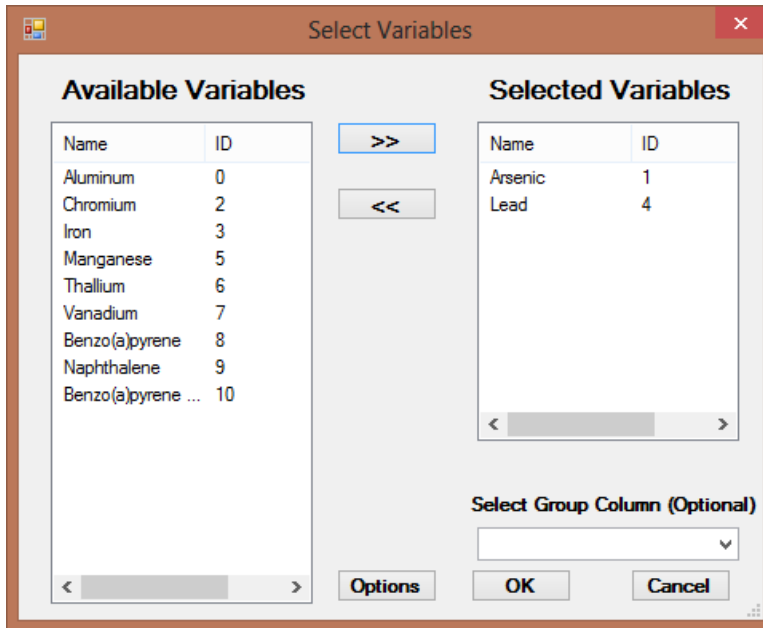 Select Variables
Available Variables
Selected Variables
Name ID
Aluminum 0
Chromium 2
Iron 3
Manganese 5
Thallium 6
Vanadium 7
Benzo(a)pyrene 8
Naphthalene 9
Benzo(a)pyrene ... 10
>>
<<
Name ID
Arsenic 1
Lead 4
Select Group Column (Optional)
Options
OK
Cancel